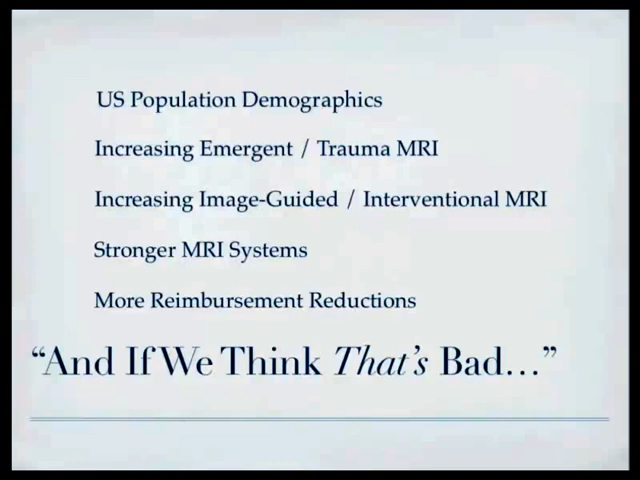 US Population Demographics
Increasing Emergent / Trauma MRI
Increasing Image-Guided / Interventional MRI
Stronger MRI Systems
More Reimbursement Reductions
“And If We Think That’s Bad...”